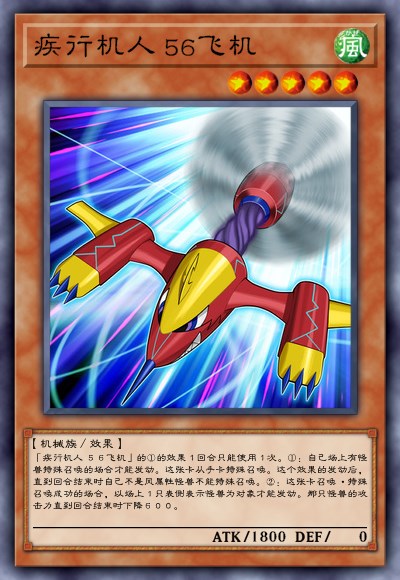 疾行机人 56飞机
風
【机械族／效果】
「疾行机人 56飞机」的①的效果1回合只能使用1次。①：自己场上有怪
兽特殊召唤的场合才能发动。这张卡从手卡特殊召唤。这个效果的发动后，
直到回合结束时自己不是风属性怪兽不能特殊召唤。②：这张卡召唤·特殊
召唤成功的场合，以场上1只表侧表示怪兽为对象才能发动。那只怪兽的攻
击力直到回合结束时下降600。
ATK/1800 DEF/ 0